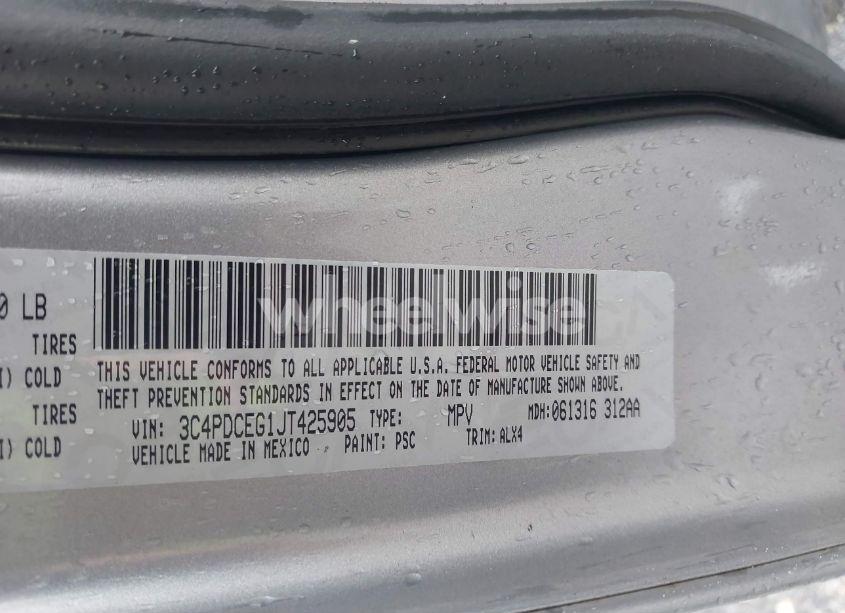 wheelwise
0 LB
TIRES
I) COLD
TIRES
I) COLD
THIS VEHICLE CONFORMS TO ALL APPLICABLE U.S.A. FEDERAL MOTOR VEHICLE SAFETY AND
THEFT PREVENTION STANDARDS IN EFFECT ON THE DATE OF MANUFACTURE SHOWN ABOVE.
VIN: 3C4PDCEG1JT425905 TYPE: MPV MDH:061316 312AA
VEHICLE MADE IN MEXICO PAINT: PSC TRIM: ALX4